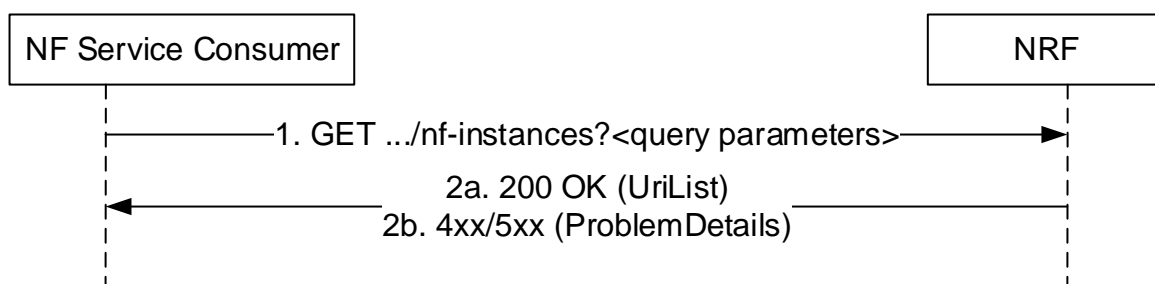 NF Service Consumer
NRF
1. GET .../nf-instances?<query parameters>
2a. 200 OK (UriList)
2b. 4xx/5xx (ProblemDetails)